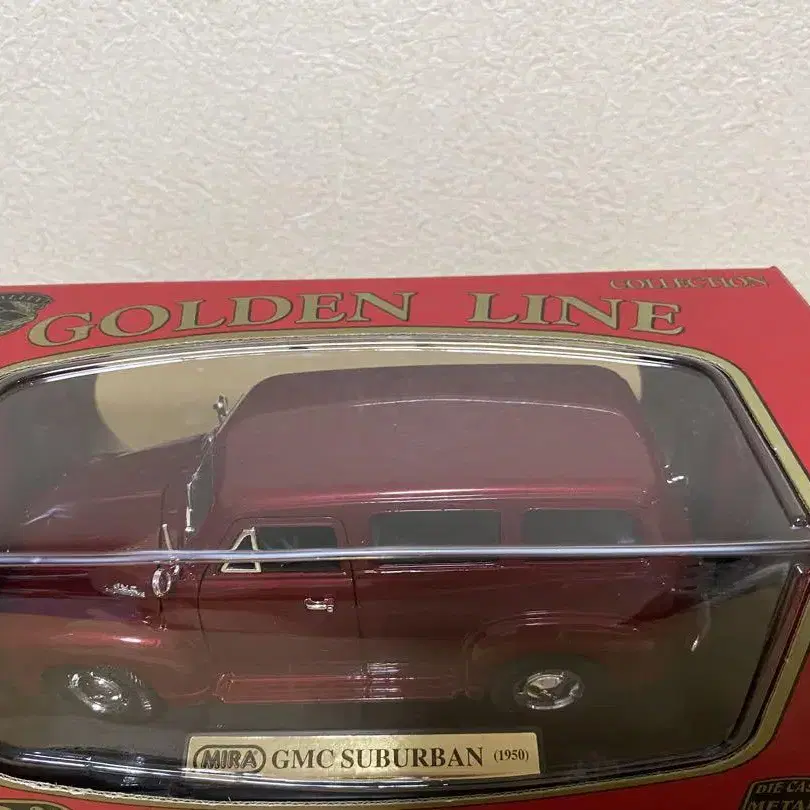 COLLECTION
GOLDEN LINE
MIRA GMC SUBURBAN (1950)
DIE CA
META